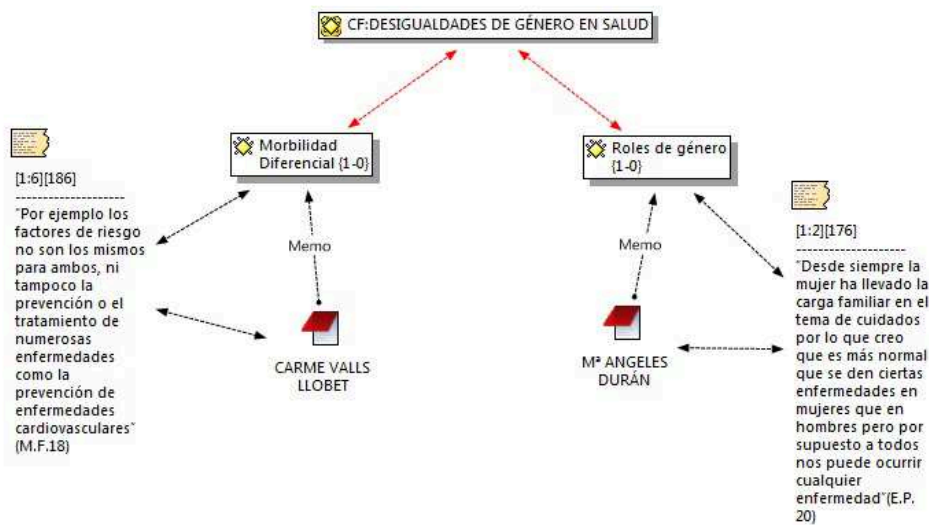 CF:DESIGUALDADES DE GÉNERO EN SALUD
Morbilidad
Diferencial {1-0}
Roles de género
{1-0}
[1:6][186]
--------------------
"Por ejemplo los
factores de riesgo
no son los mismos
para ambos, ni
tampoco la
prevención o el
tratamiento de
numerosas
enfermedades
como la
prevención de
enfermedades
cardiovasculares"
(M.F.18)
Memo
CARME VALLS
LLOBET
Memo
Mª ANGELES
DURÁN
[1:2][176]
--------------------
"Desde siempre la
mujer ha llevado la
carga familiar en el
tema de cuidados
por lo que creo
que es más normal
que se den ciertas
enfermedades en
mujeres que en
hombres pero por
supuesto a todos
nos puede ocurrir
cualquier
enfermedad"(E.P.
20)